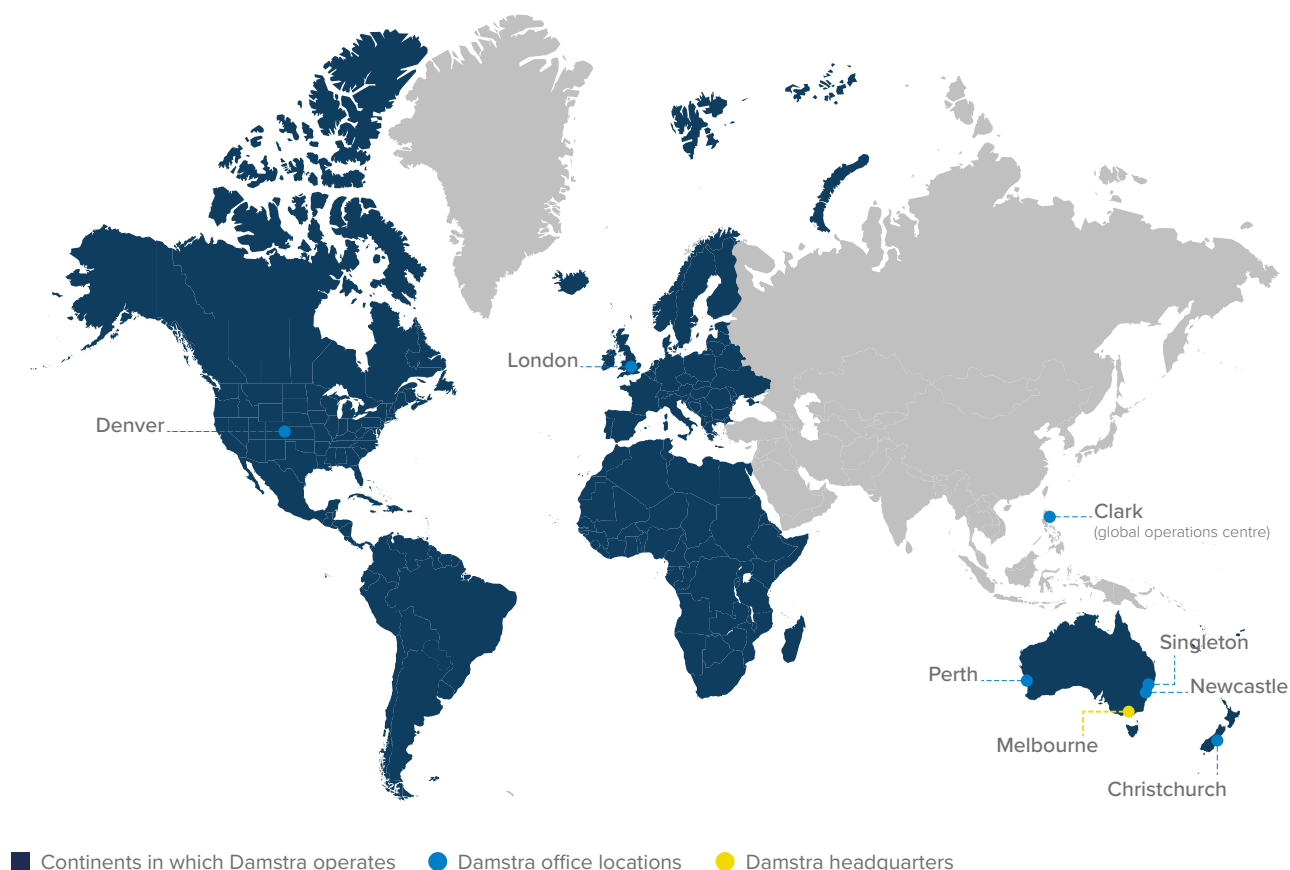 London
Denver
Clark
(global operations centre)
Singleton
Perth
Newcastle
Melbourne
Christchurch
Continents in which Damstra operates
Damstra office locations
Damstra headquarters